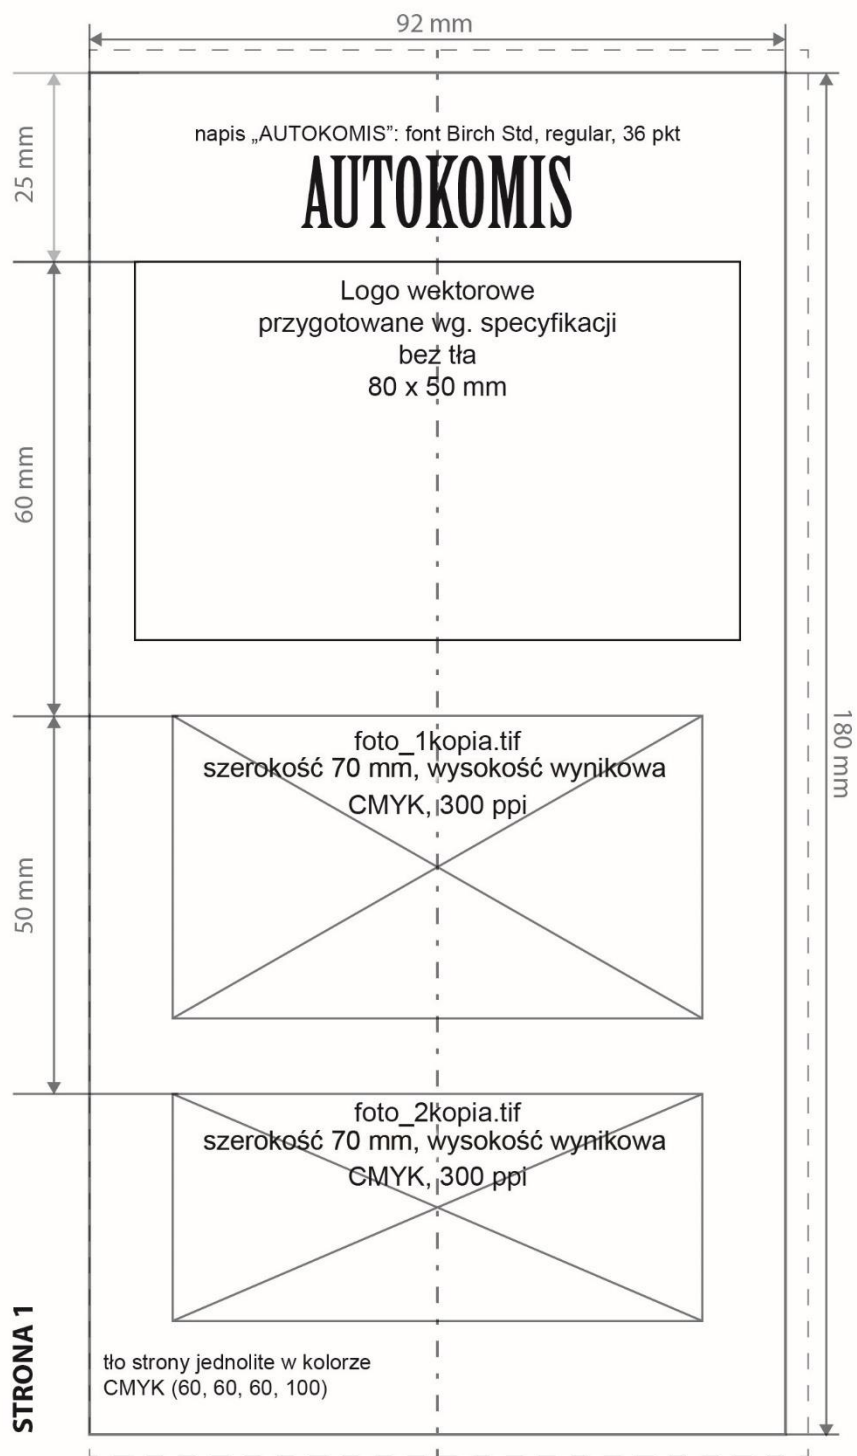 92 mm
25 mm
napis „AUTOKOMIS”: font Birch Std, regular, 36 pkt
AUTOKOMIS
60 mm
Logo wektorowe
przygotowane wg. specyfikacji
bez tła
80 x 50 mm
180 mm
50 mm
foto_1kopia.tif
szerokość 70 mm, wysokość wynikowa
CMYK, 300 ppi
foto_2kopia.tif
szerokość 70 mm, wysokość wynikowa
CMYK, 300 ppi
STRONA 1
tło strony jednolite w kolorze
CMYK (60, 60, 60, 100)